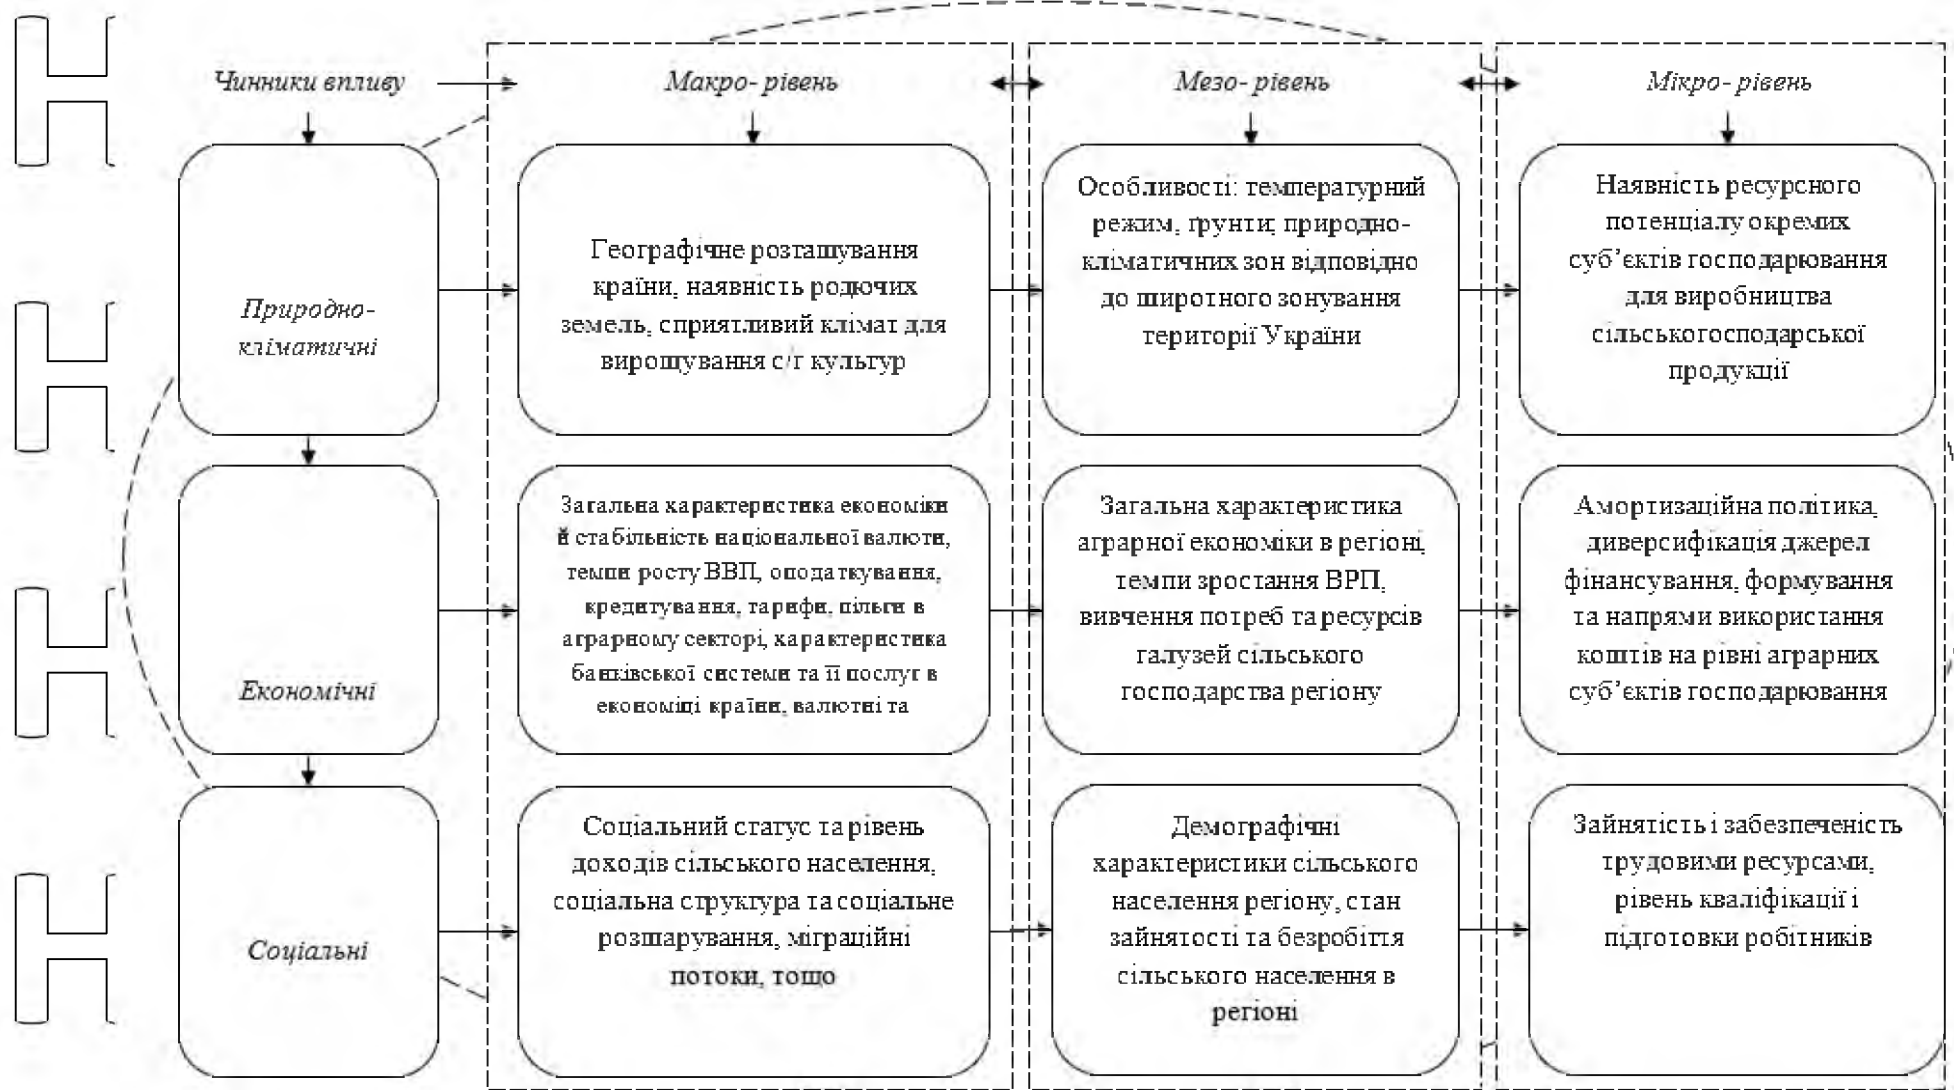 Чинники впливу
Макро- рівень
Мезо- рівень
Мікро- рівень
Природно-
кліматичні
Географічне розташування
країни, наявність родючих
земель, сприятливий клімат для
вирощування с/г культур
Особливості: температурний
режим, ґрунти; природно-
кліматичних зон відповідно
до широтного зонування
території України
Наявність ресурсного
потенціалу окремих
суб’єктів господарювання
для виробництва
сільськогосподарської
продукції
Економічні
Загальна характеристика економіки
й стабільність національної валюти,
темпи росту ВВП, оподаткування,
кредитування, тарифи, пільги в
аграрному секторі, характеристика
банківської системи та її послуг в
економіці країни, валютні та
Загальна характеристика
аграрної економіки в регіоні,
темпи зростання ВРП,
вивчення потреб та ресурсів
галузей сільського
господарства регіону
Амортизаційна політика,
диверсифікація джерел
фінансування, формування
та напрями використання
коштів на рівні аграрних
суб’єктів господарювання
Соціальні
Соціальний статус та рівень
доходів сільського населення,
соціальна структура та соціальне
розшарування, міграційні
потоки, тощо
Демографічні
характеристики сільського
населення регіону, стан
зайнятості та безробіття
сільського населення в
регіоні
Зайнятість і забезпеченість
трудовими ресурсами,
рівень кваліфікації і
підготовки робітників